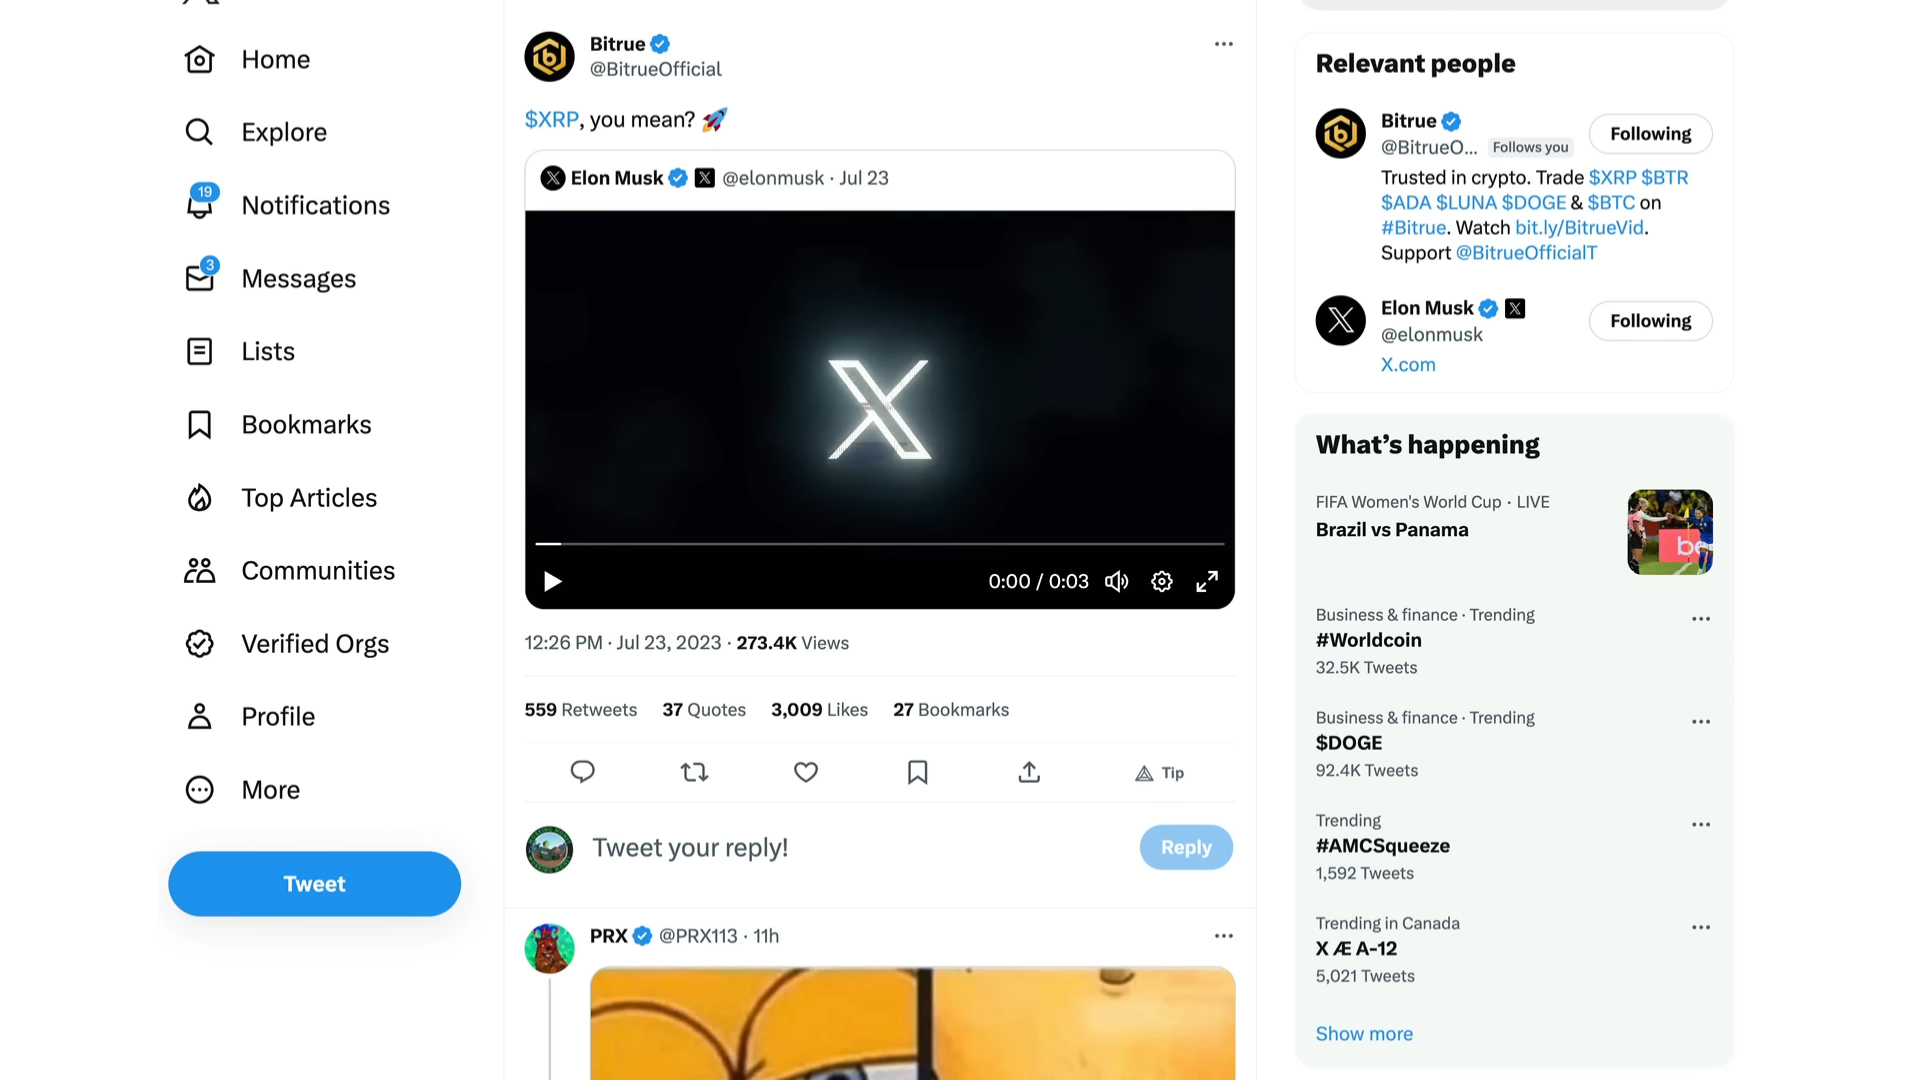 Home
Explore
19
Notifications
3
Messages
Lists
Bookmarks
Top Articles
Communities
Verified Orgs
Profile
More
Tweet
Bitrue
@BitrueOfficial
$XRP, you mean? 🚀
Elon Musk @elonmusk · Jul 23
0:00 / 0:03
12:26 PM · Jul 23, 2023 · 273.4K Views
559 Retweets 37 Quotes 3,009 Likes 27 Bookmarks
Tip
Tweet your reply!
Reply
PRX @PRX113 · 11h
Relevant people
Bitrue
@BitrueO... Follows you
Following
Trusted in crypto. Trade $XRP $BTR
$ADA $LUNA $DOGE & $BTC on
#Bitrue. Watch bit.ly/BitrueVid.
Support @BitrueOfficialT
Elon Musk
@elonmusk
Following
X.com
What's happening
FIFA Women's World Cup · LIVE
Brazil vs Panama
be
Business & finance · Trending
#Worldcoin
32.5K Tweets
Business & finance · Trending
$DOGE
92.4K Tweets
Trending
#AMCSqueeze
1,592 Tweets
Trending in Canada
X Æ A-12
5,021 Tweets
Show more